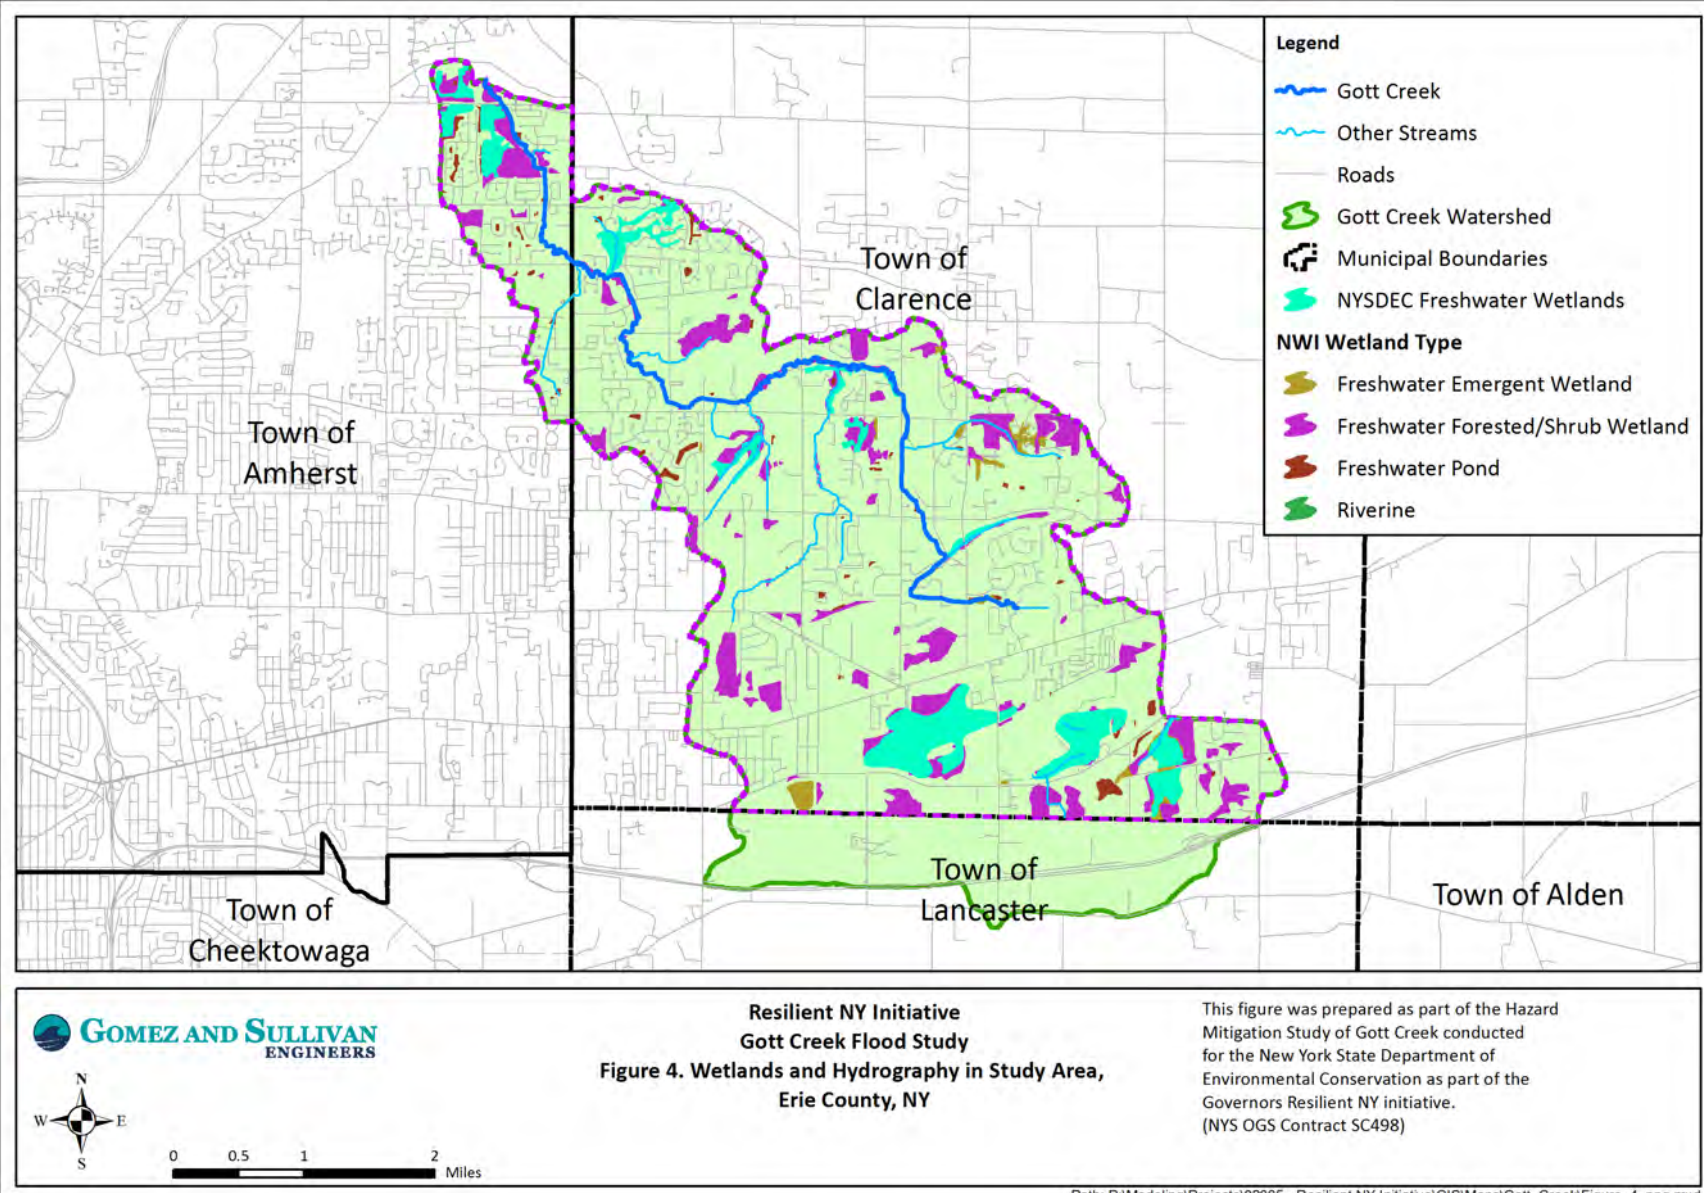 Legend
Gott Creek
Other Streams
Roads
Gott Creek Watershed
Municipal Boundaries
NYSDEC Freshwater Wetlands
NWI Wetland Type
Freshwater Emergent Wetland
Freshwater Forested/Shrub Wetland
Freshwater Pond
Riverine
Town of
Clarence
Town of
Amherst
Town of
Lancaster
Town of Alden
Town of
Cheektowaga
GOMEZ AND SULLIVAN
ENGINEERS
N
W E
S
0 0.5 1 2
Miles
Resilient NY Initiative
Gott Creek Flood Study
Figure 4. Wetlands and Hydrography in Study Area,
Erie County, NY
This figure was prepared as part of the Hazard
Mitigation Study of Gott Creek conducted
for the New York State Department of
Environmental Conservation as part of the
Governors Resilient NY initiative.
(NYS OGS Contract SC498)